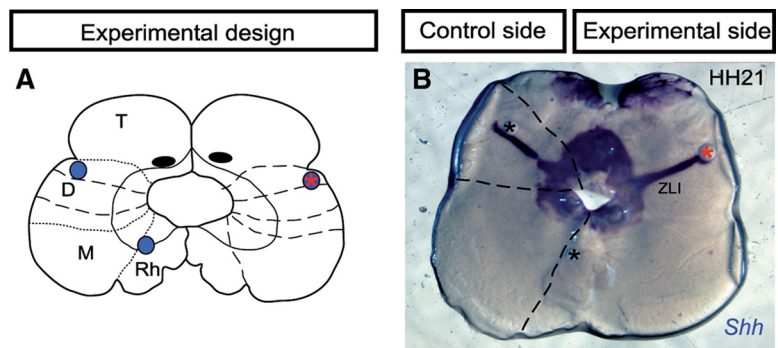 Experimental design
Control side
Experimental side
A
T
D
M
Rh
*
B
HH21
*
*
ZLI
*
Shh